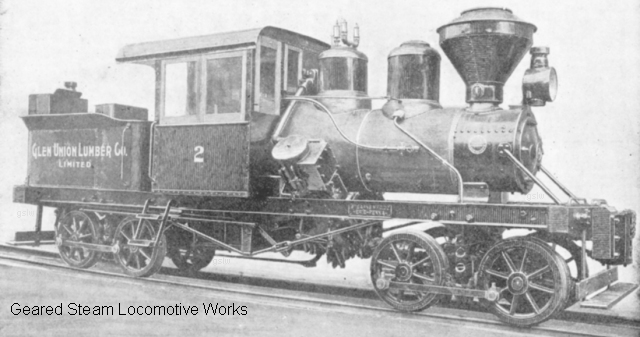 GLEN UNION LUMBER CO.
LIMITED
2
Geared Steam Locomotive Works